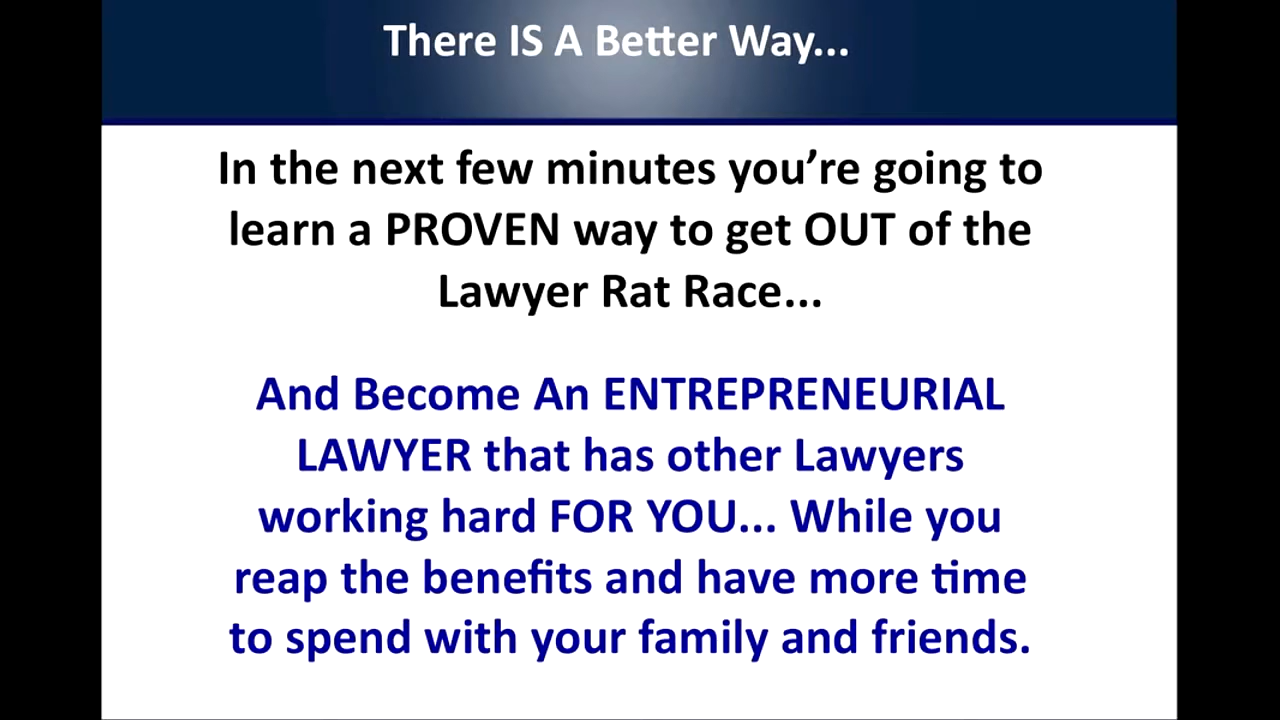 There IS A Better Way...
In the next few minutes you’re going to
learn a PROVEN way to get OUT of the
Lawyer Rat Race...
And Become An ENTREPRENEURIAL
LAWYER that has other Lawyers
working hard FOR YOU... While you
reap the benefits and have more time
to spend with your family and friends.